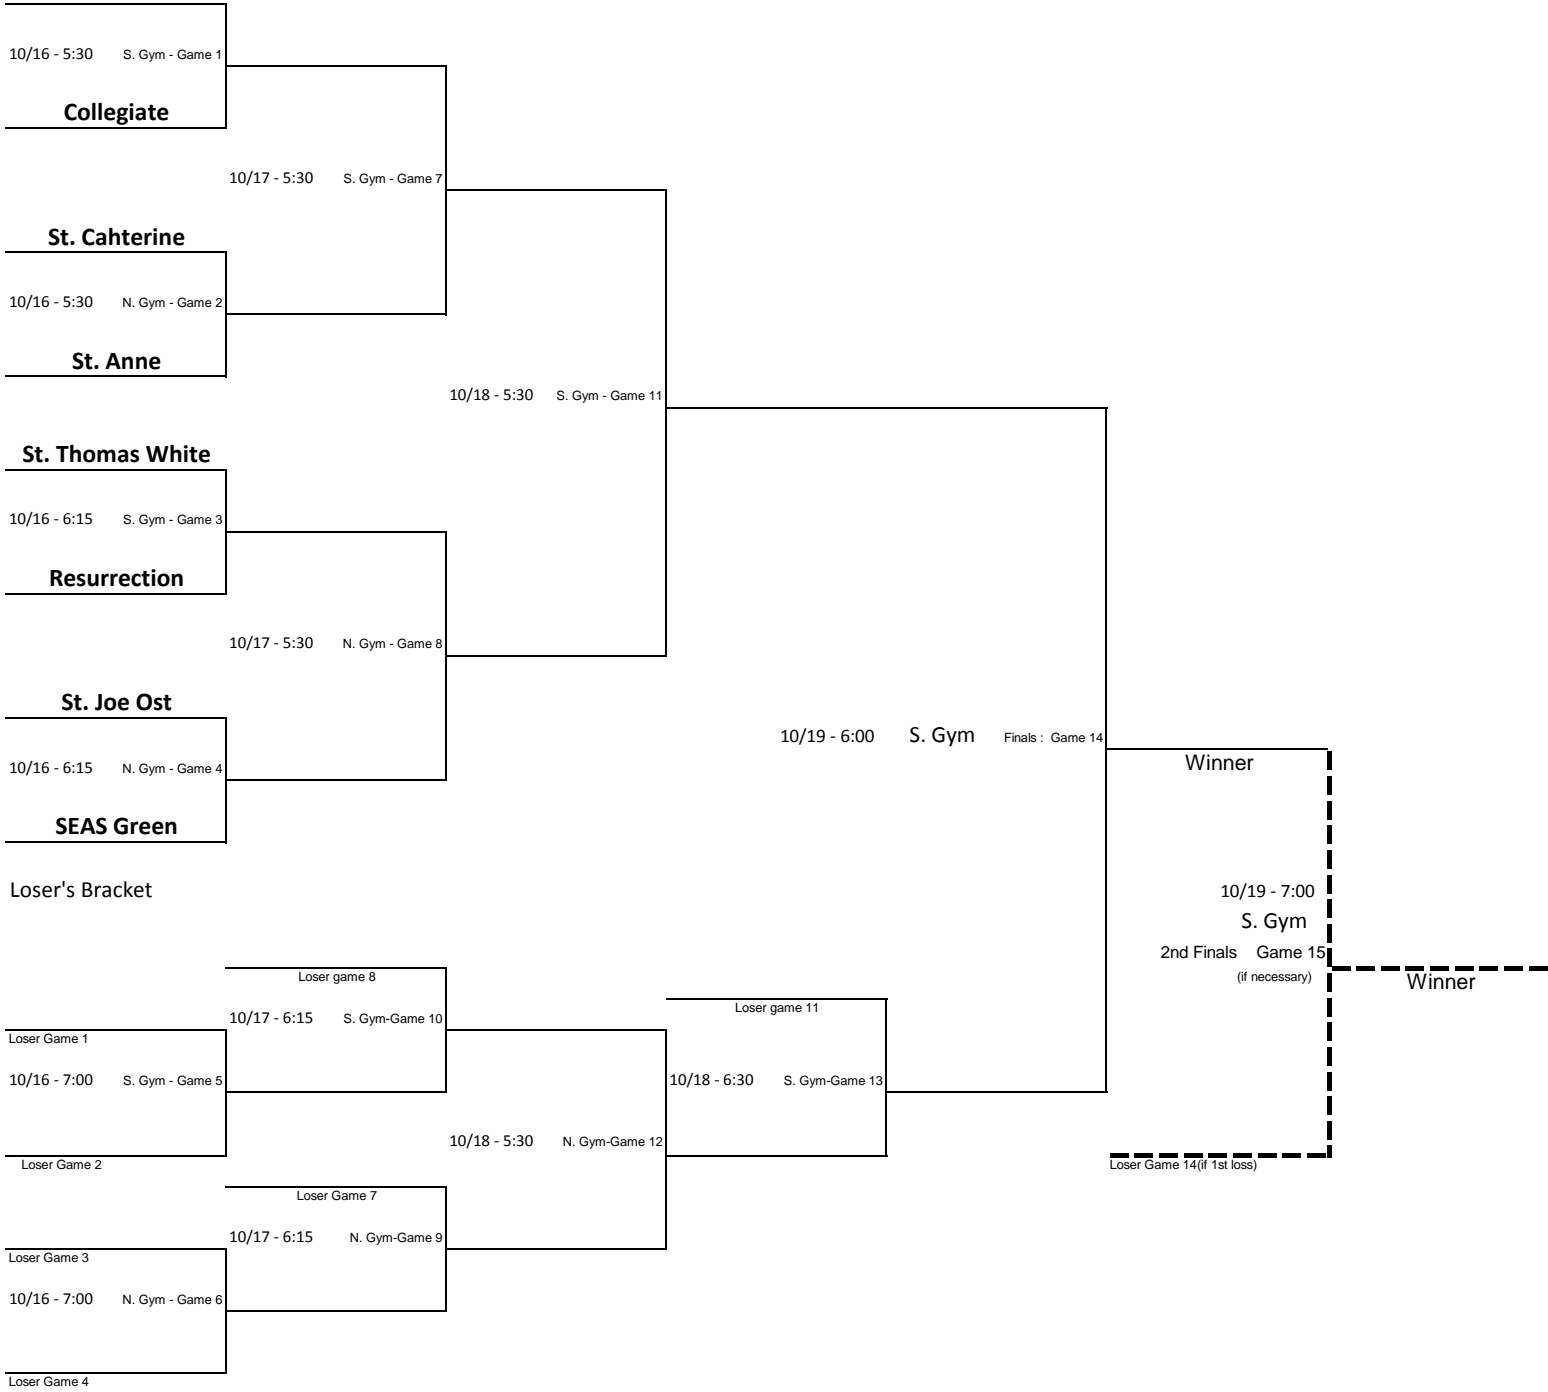 10/16 - 5:30 S. Gym - Game 1
Collegiate
10/17 - 5:30 S. Gym - Game 7
St. Cahterine
10/16 - 5:30 N. Gym - Game 2
St. Anne
10/18 - 5:30 S. Gym - Game 11
St. Thomas White
10/16 - 6:15 S. Gym - Game 3
Resurrection
10/17 - 5:30 N. Gym - Game 8
St. Joe Ost
10/19 - 6:00 S. Gym Finals : Game 14
Winner
10/16 - 6:15 N. Gym - Game 4
SEAS Green
Loser's Bracket
10/19 - 7:00
S. Gym
2nd Finals Game 15
(if necessary)
Winner
Loser game 8
Loser game 11
10/17 - 6:15 S. Gym-Game 10
Loser Game 1
10/16 - 7:00 S. Gym - Game 5
10/18 - 6:30 S. Gym-Game 13
10/18 - 5:30 N. Gym-Game 12
Loser Game 2
Loser Game 14(if 1st loss)
Loser Game 7
10/17 - 6:15 N. Gym-Game 9
Loser Game 3
10/16 - 7:00 N. Gym - Game 6
Loser Game 4